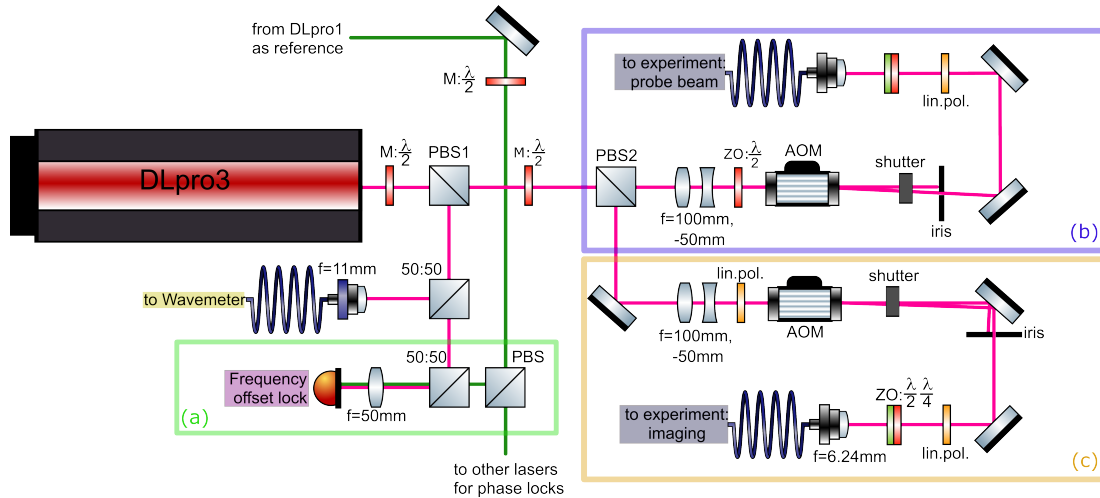 from DLpro1
as reference
M:λ/2
to experiment:
probe beam
lin.pol.
DLpro3
M:λ/2
PBS1
M:λ/2
PBS2
ZO:λ/2
AOM
shutter
f=100mm,
-50mm
iris
(b)
f=11mm
50:50
to Wavemeter
lin.pol.
shutter
AOM
f=100mm,
-50mm
iris
50:50
PBS
Frequency
offset lock
(a)
f=50mm
to experiment:
imaging
ZO:λ/2 λ/4
f=6.24mm
lin.pol.
(c)
to other lasers
for phase locks